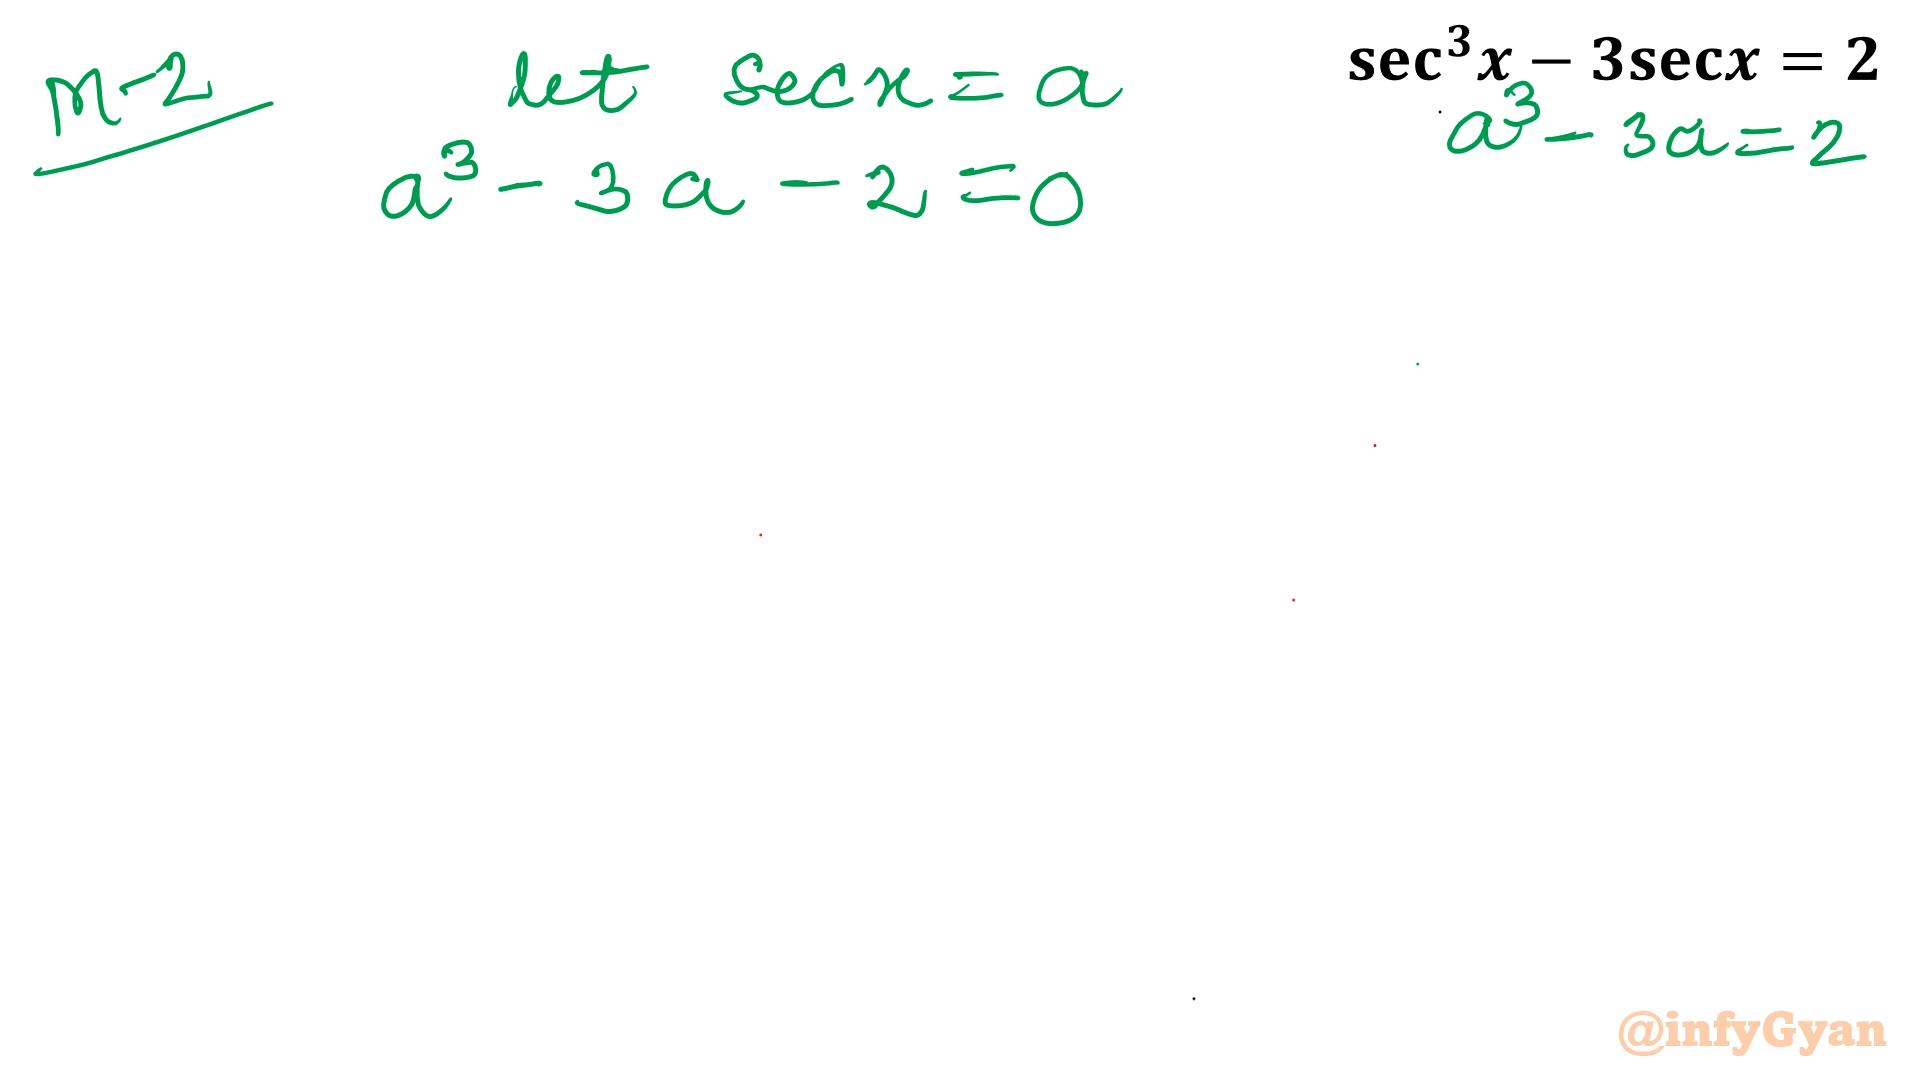 M-2
let secx = a
sec³x − 3secx = 2
a³ - 3a = 2
a³ - 3a - 2 = 0
@infyGyan